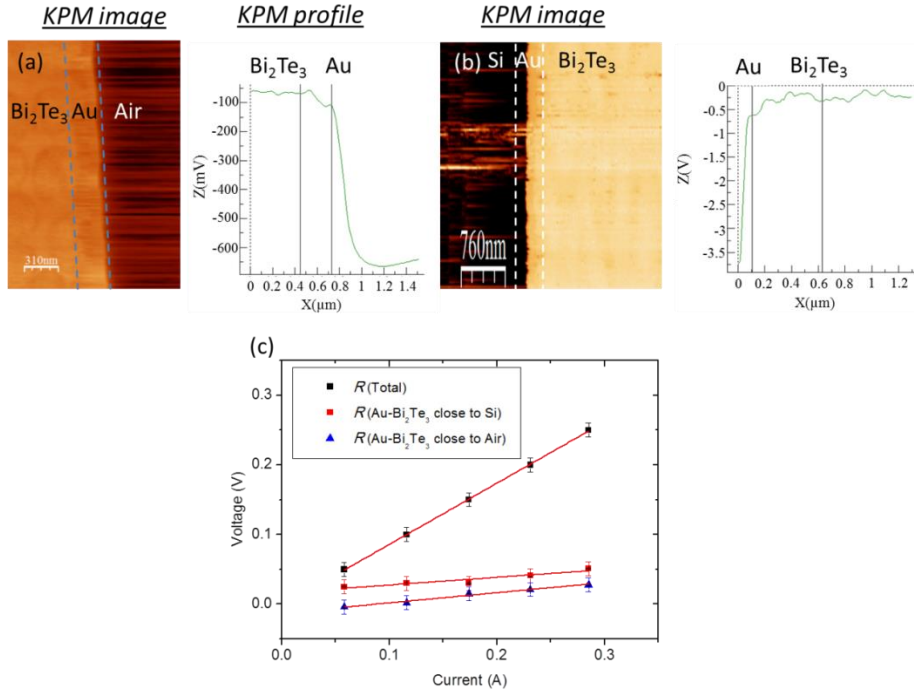 KPM image
KPM profile
KPM image
(a)
Bi2Te3 Au Air
310nm
Bi2Te3
Au
Z(mV)
-100
-200
-300
-400
-500
-600
0 0.2 0.4 0.6 0.8 1 1.2 1.4
X(µm)
(b)
Si Au Bi2Te3
760nm
Au Bi2Te3
Z(V)
0
-0.5
-1
-1.5
-2
-2.5
-3
-3.5
0 0.2 0.4 0.6 0.8 1 1.2
X(µm)
(c)
R(Total)
R(Au-Bi2Te3 close to Si)
R(Au-Bi2Te3 close to Air)
Voltage (V)
0.3
0.2
0.1
0.0
0.0 0.1 0.2 0.3
Current (A)